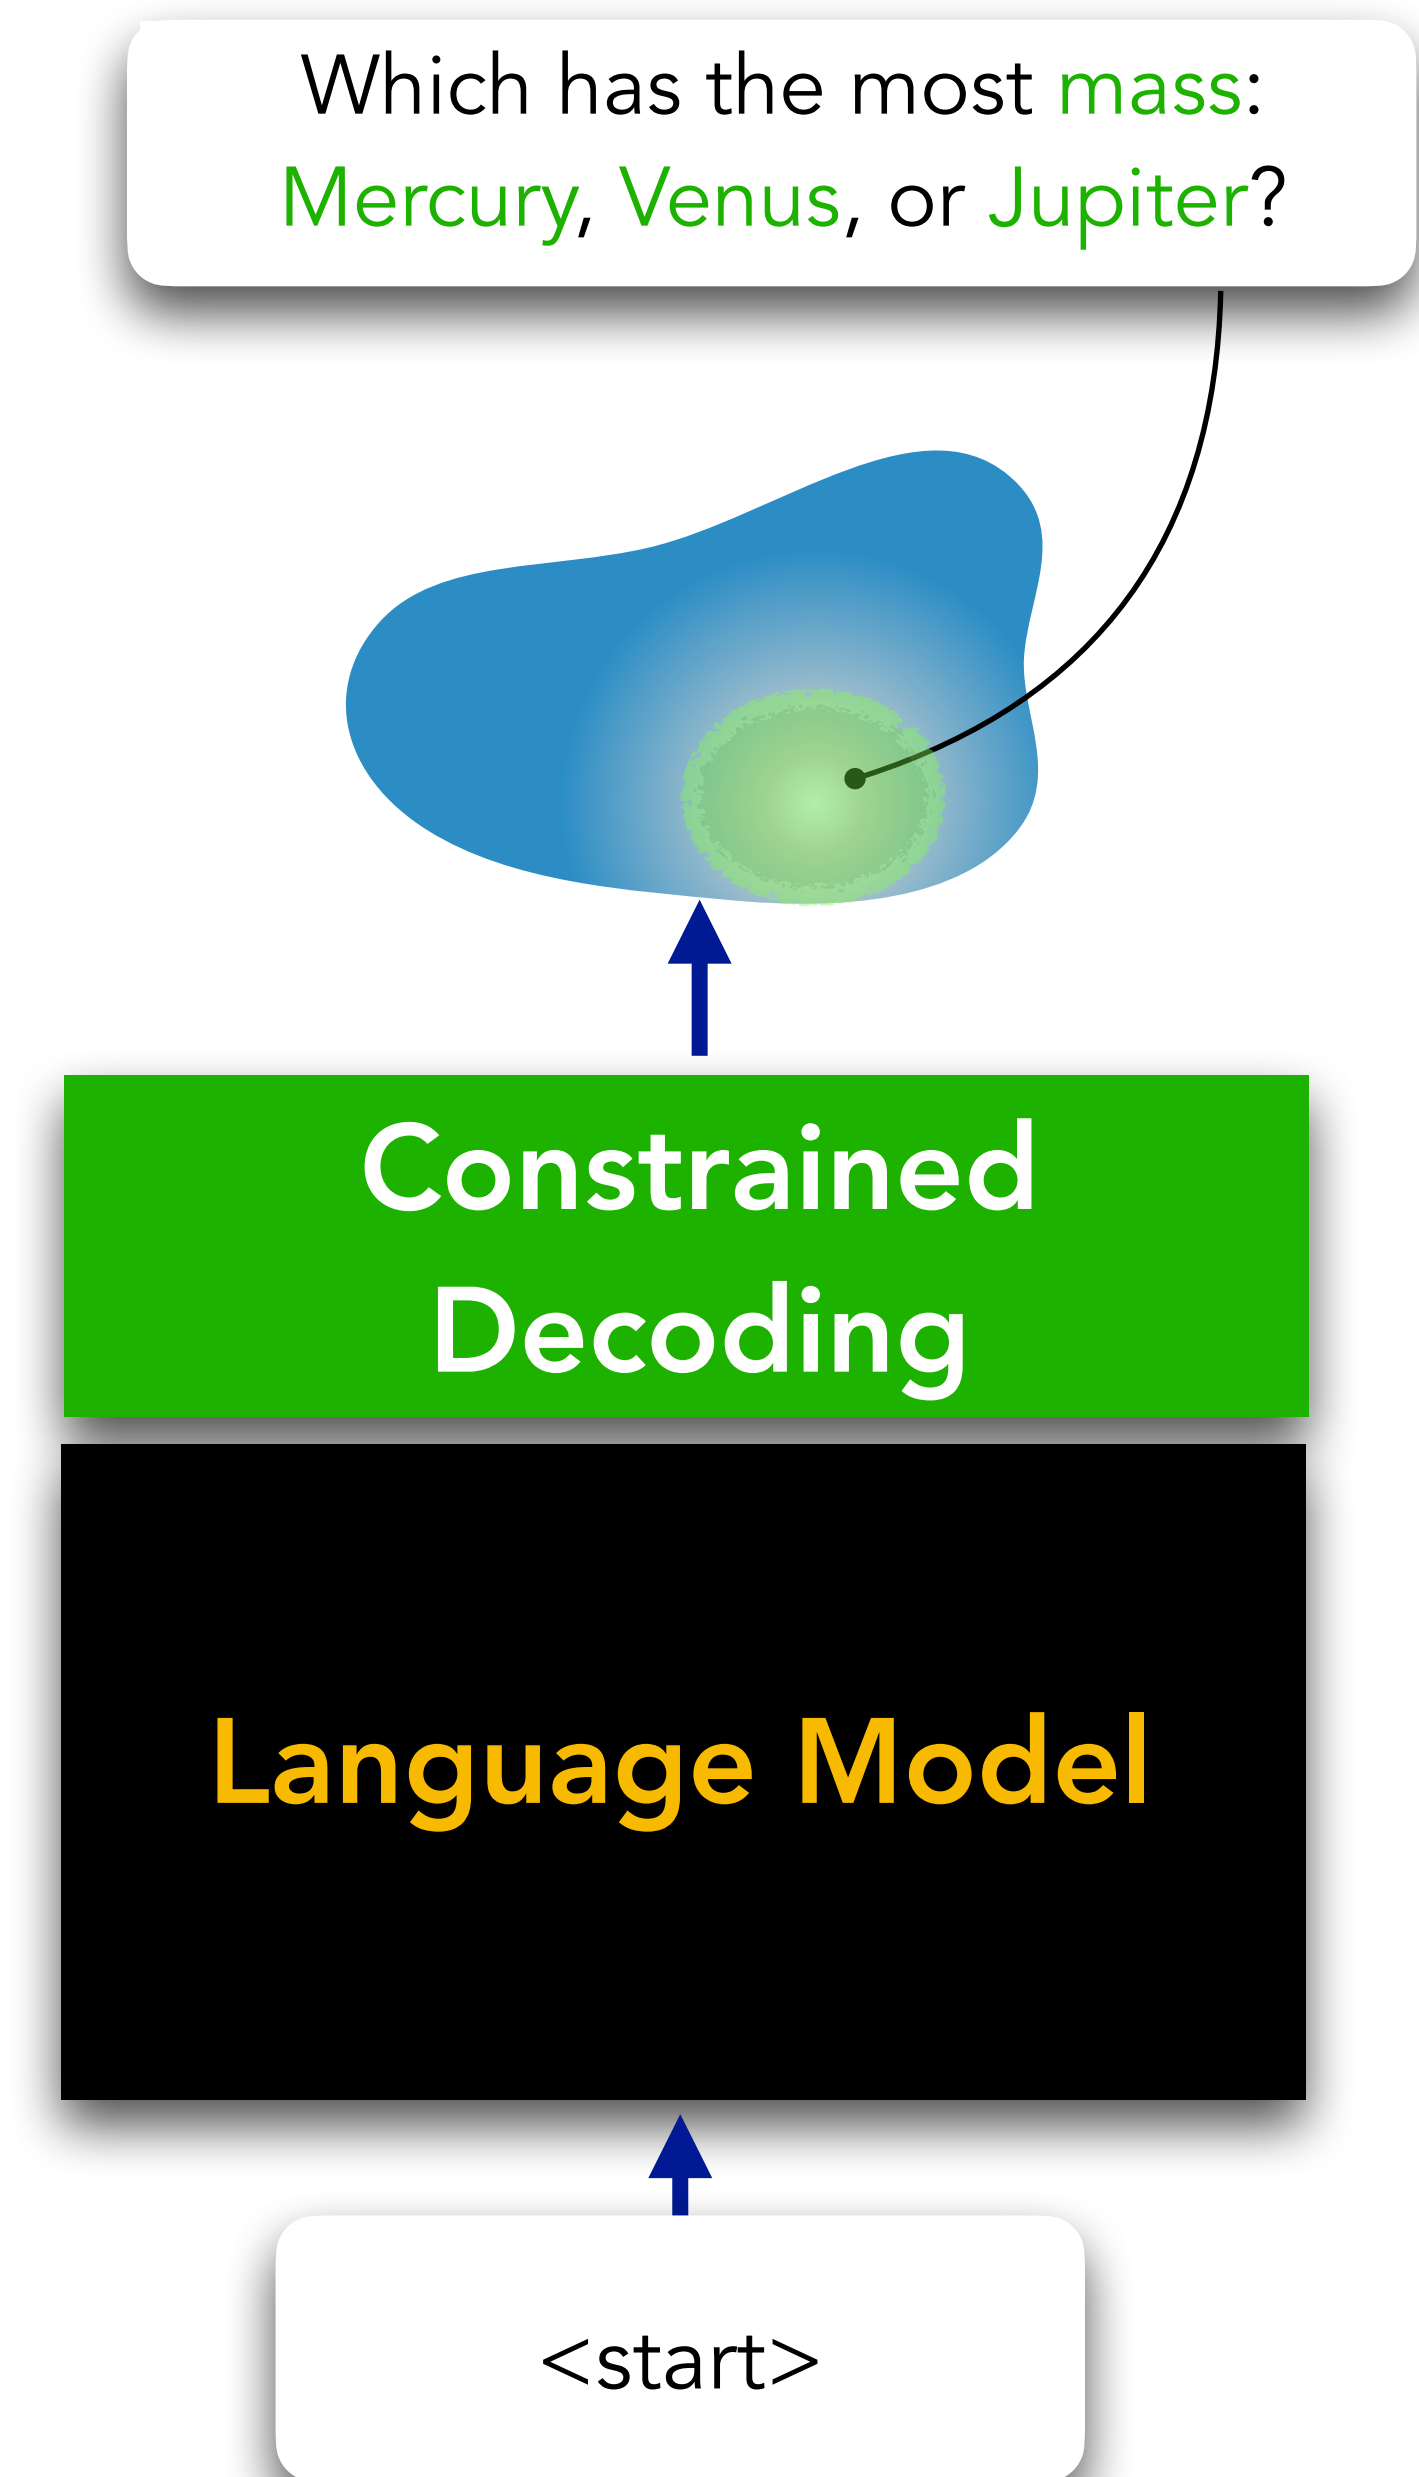 Which has the most mass:
Mercury, Venus, or Jupiter?
Constrained
Decoding
Language Model
<start>